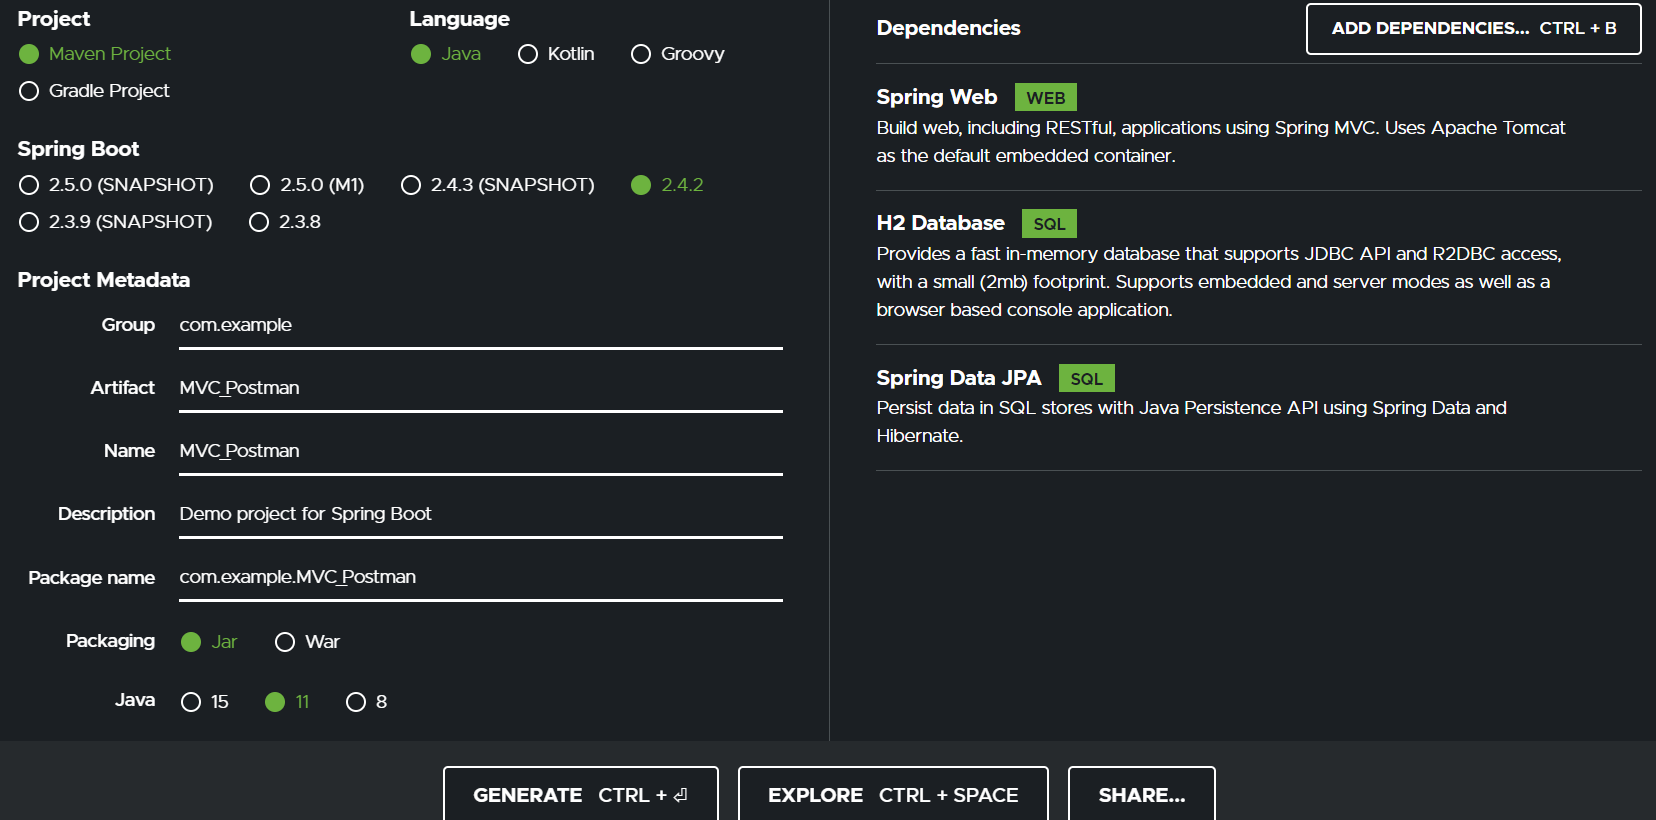 Project
Maven Project
Gradle Project
Language
Java Kotlin Groovy
Spring Boot
2.5.0 (SNAPSHOT) 2.5.0 (M1) 2.4.3 (SNAPSHOT) 2.4.2
2.3.9 (SNAPSHOT) 2.3.8
Project Metadata
Group com.example
Artifact MVC_Postman
Name MVC_Postman
Description Demo project for Spring Boot
Package name com.example.MVC_Postman
Packaging Jar War
Java 15 11 8
Dependencies
ADD DEPENDENCIES... CTRL + B
Spring Web WEB
Build web, including RESTful, applications using Spring MVC. Uses Apache Tomcat
as the default embedded container.
H2 Database SQL
Provides a fast in-memory database that supports JDBC API and R2DBC access,
with a small (2mb) footprint. Supports embedded and server modes as well as a
browser based console application.
Spring Data JPA SQL
Persist data in SQL stores with Java Persistence API using Spring Data and
Hibernate.
GENERATE CTRL + ⏎
EXPLORE CTRL + SPACE
SHARE...